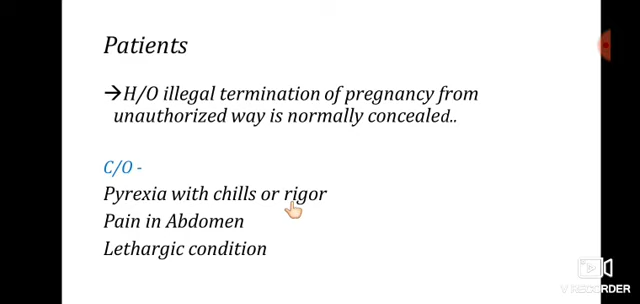 Patients
→H/O illegal termination of pregnancy from
unauthorized way is normally concealed..
C/O -
Pyrexia with chills or rigor
Pain in Abdomen
Lethargic condition
V RECORDER